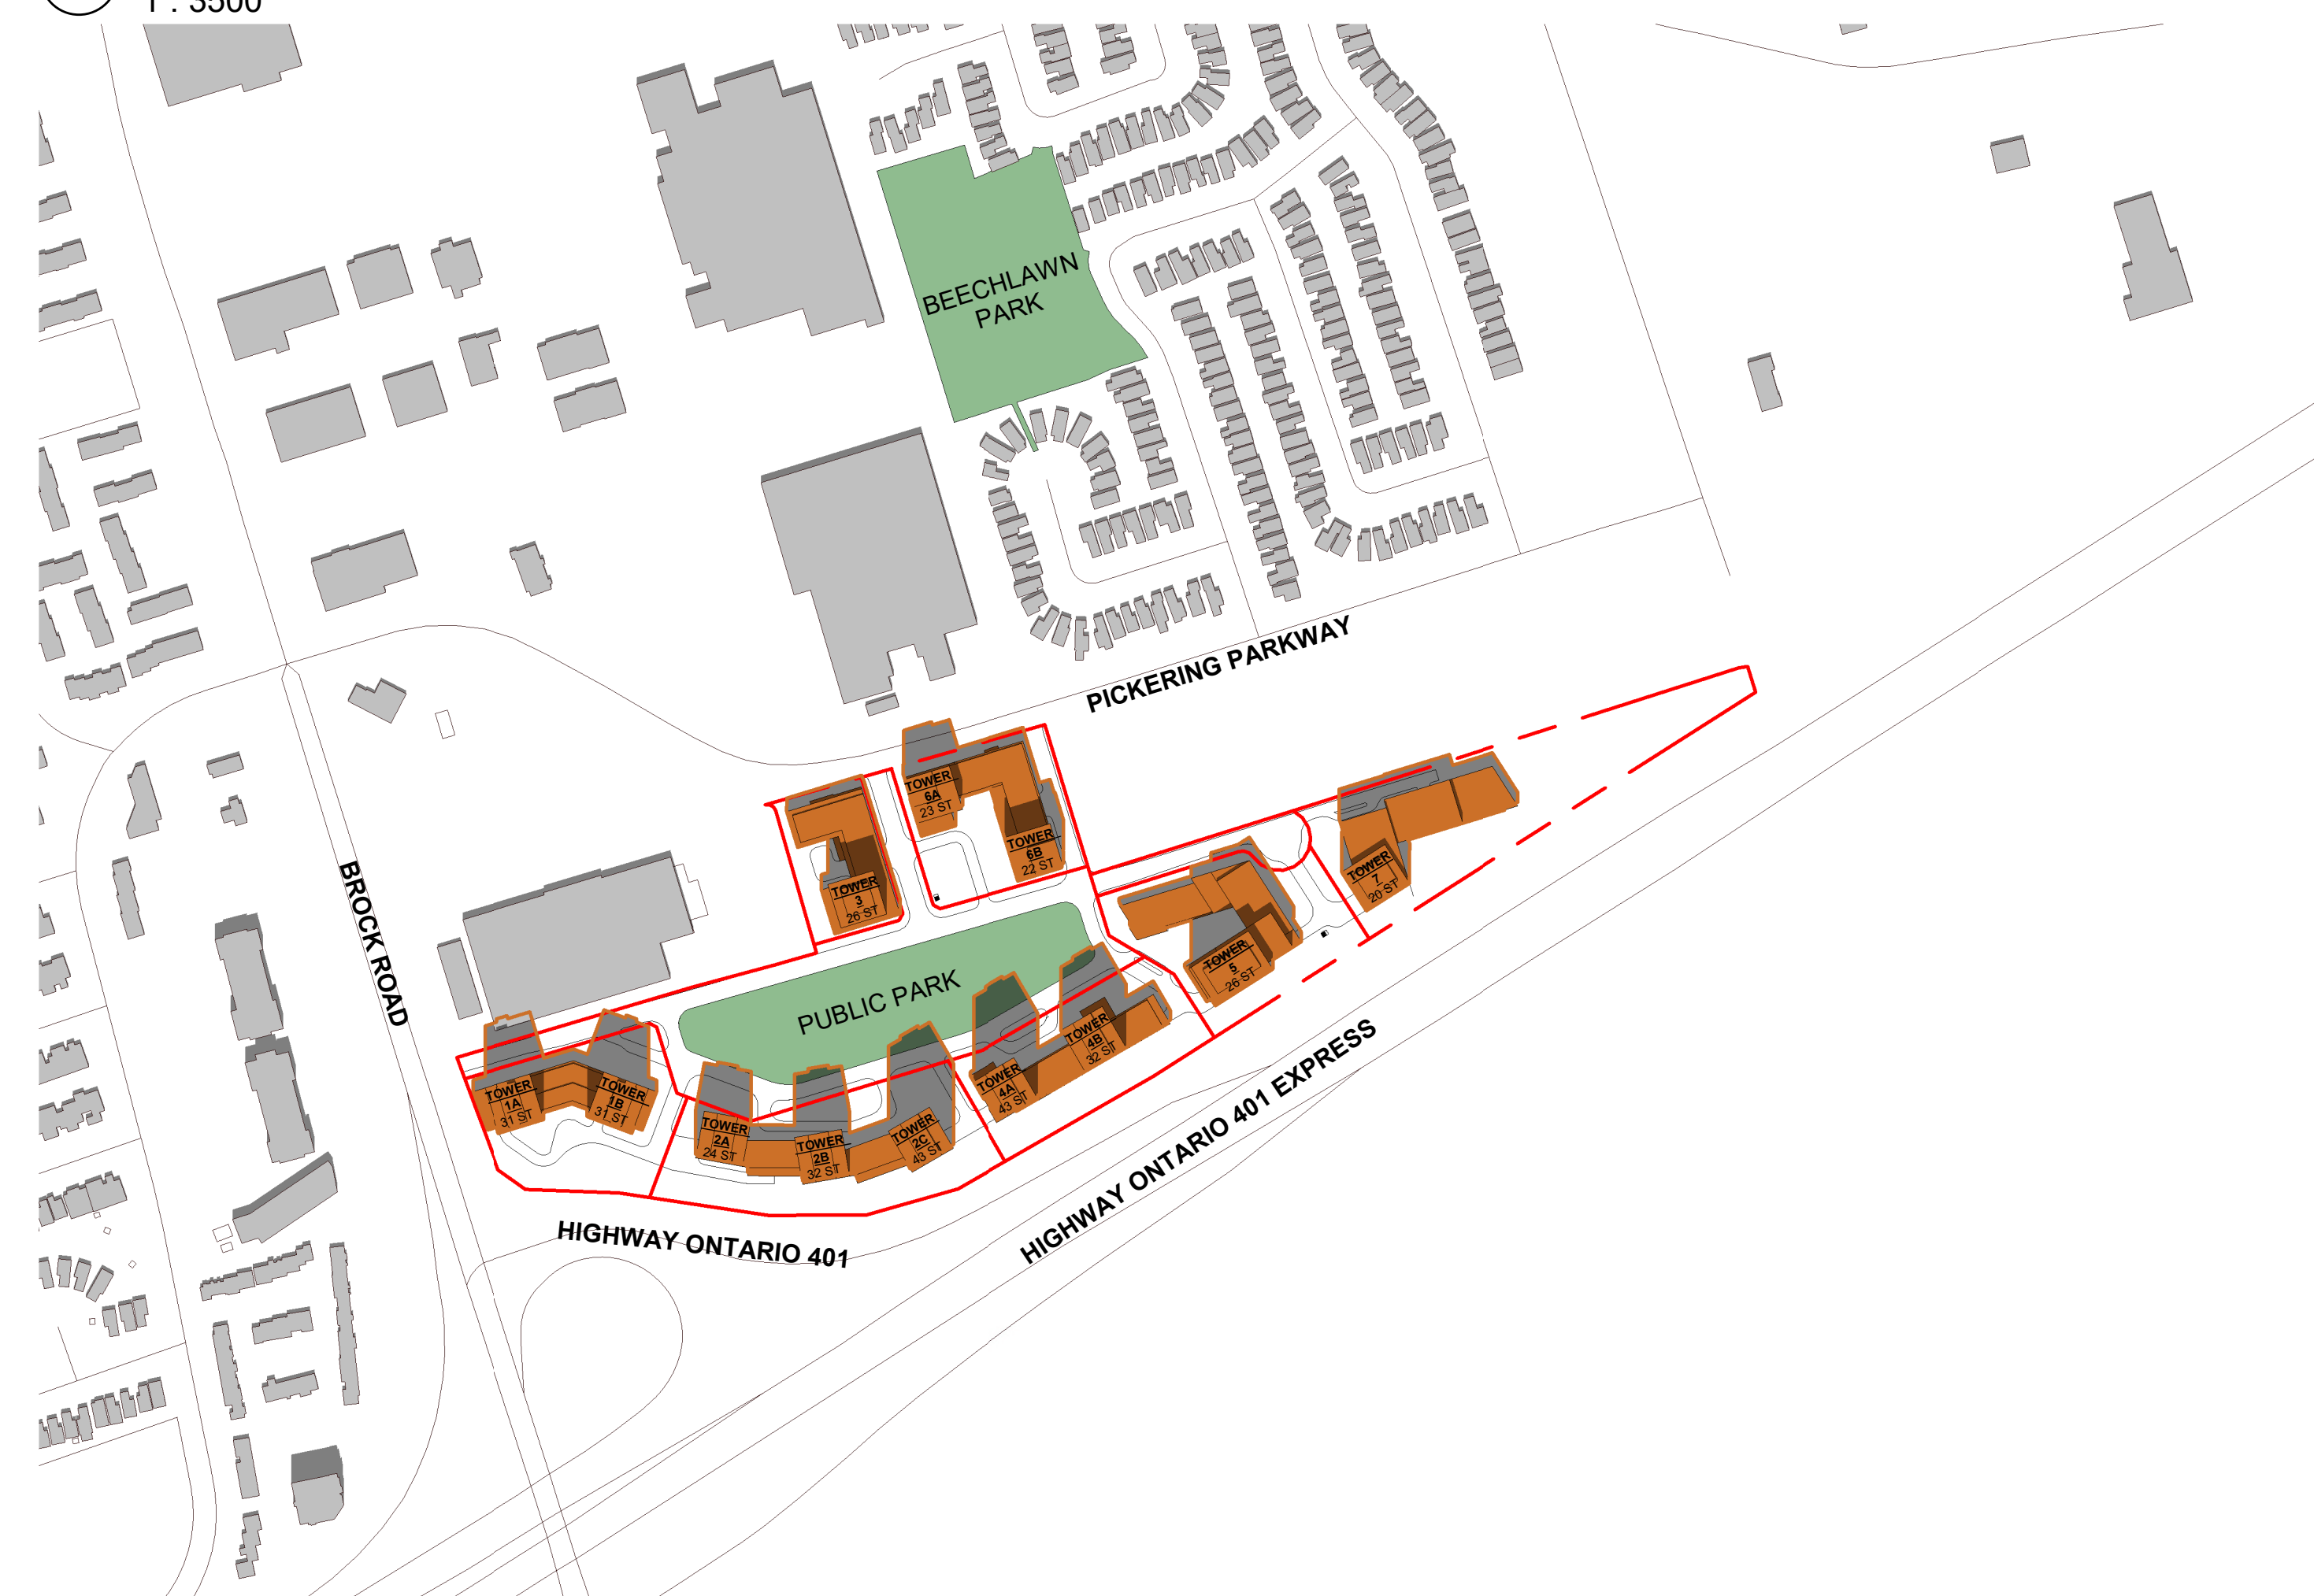 1 : 3500
BEECHLAWN
PARK
PICKERING PARKWAY
TOWER
6A
23 ST
TOWER
6B
22 ST
TOWER
3
26 ST
TOWER
7
20 ST
BROCK ROAD
TOWER
5
26 ST
PUBLIC PARK
TOWER
4B
32 ST
TOWER
4A
43 ST
TOWER
1A
31 ST
TOWER
1B
31 ST
TOWER
2A
24 ST
TOWER
2B
32 ST
TOWER
2C
43 ST
HIGHWAY ONTARIO 401
HIGHWAY ONTARIO 401 EXPRESS